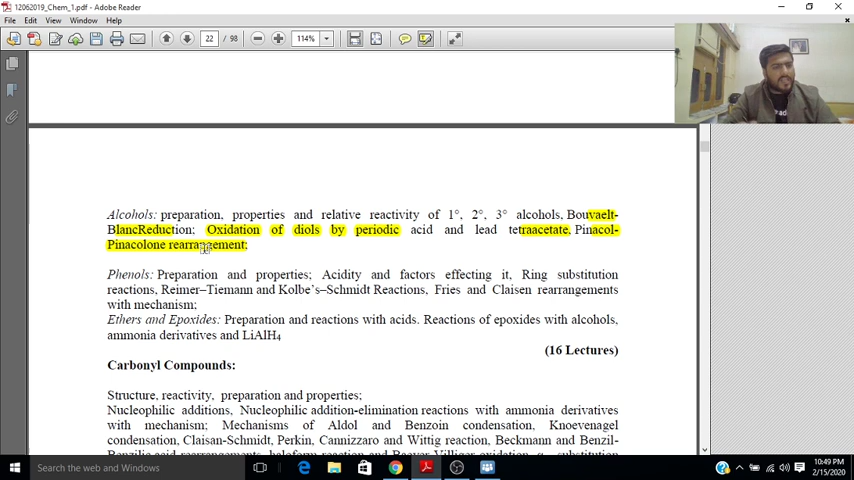 12062019_Chem_1.pdf - Adobe Reader
File Edit View Window Help
22 / 98 114%
Alcohols: preparation, properties and relative reactivity of 1°, 2°, 3° alcohols, Bouvaelt-
BlancReduction; Oxidation of diols by periodic acid and lead tetraacetate, Pinacol-
Pinacolone rearrangement;
Phenols: Preparation and properties; Acidity and factors effecting it, Ring substitution
reactions, Reimer–Tiemann and Kolbe's–Schmidt Reactions, Fries and Claisen rearrangements
with mechanism;
Ethers and Epoxides: Preparation and reactions with acids. Reactions of epoxides with alcohols,
ammonia derivatives and LiAlH4
(16 Lectures)
Carbonyl Compounds:
Structure, reactivity, preparation and properties;
Nucleophilic additions, Nucleophilic addition-elimination reactions with ammonia derivatives
with mechanism; Mechanisms of Aldol and Benzoin condensation, Knoevenagel
condensation, Claisan-Schmidt, Perkin, Cannizzaro and Wittig reaction, Beckmann and Benzil-
Benzilic acid rearrangements, haloform reaction and Baeyer Villiger oxidation, α- substitution
Search the web and Windows
10:49 PM
2/15/2020